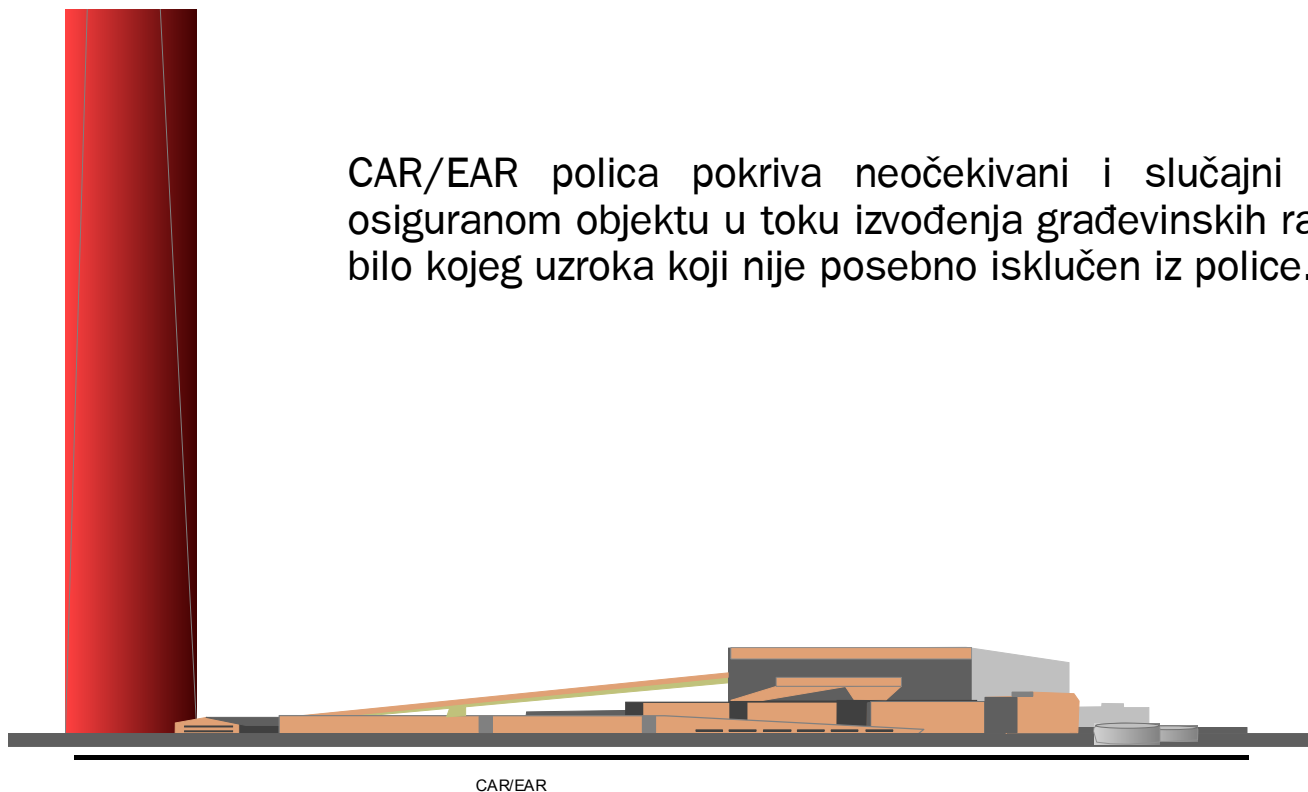 CAR/EAR polica pokriva neočekivani i slučajni
osiguranom objektu u toku izvođenja građevinskih
bilo kojeg uzroka koji nije posebno isključen iz police.
CAR/EAR